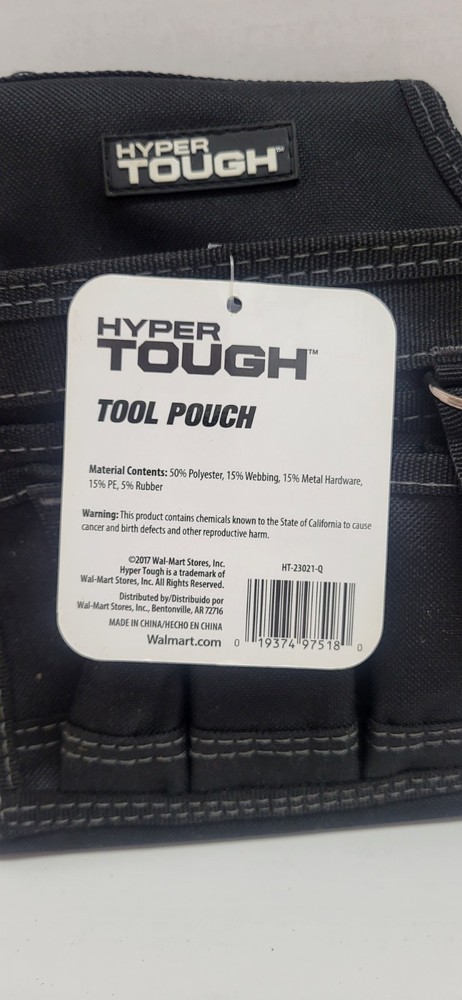 HYPER
TOUGH™
HYPER
TOUGH™
TOOL POUCH
Material Contents: 50% Polyester, 15% Webbing, 15% Metal Hardware,
15% PE, 5% Rubber
Warning: This product contains chemicals known to the State of California to cause
cancer and birth defects and other reproductive harm.
©2017 Wal-Mart Stores, Inc.
Hyper Tough is a trademark of
Wal-Mart Stores, Inc. All Rights Reserved.
Distributed by/Distribuido por
Wal-Mart Stores, Inc., Bentonville, AR 72716
MADE IN CHINA/HECHO EN CHINA
Walmart.com
HT-23021-Q
0 19374 97518 0